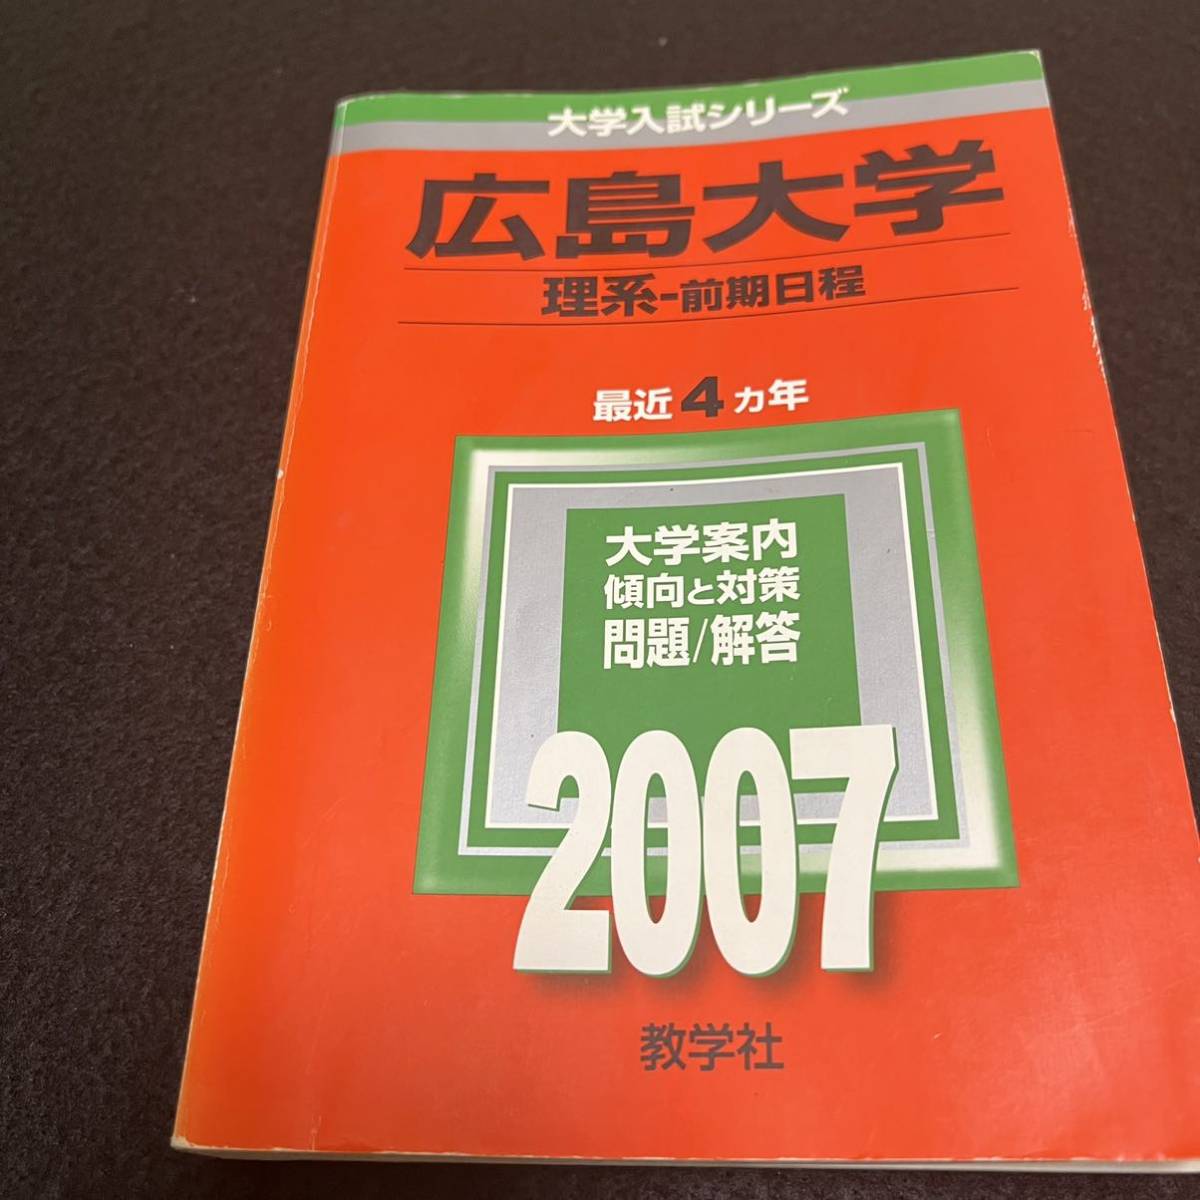 大学入試シリーズ
広島大学
理系-前期日程
最近4ヵ年
大学案内
傾向と対策
問題/解答
2007
教学社